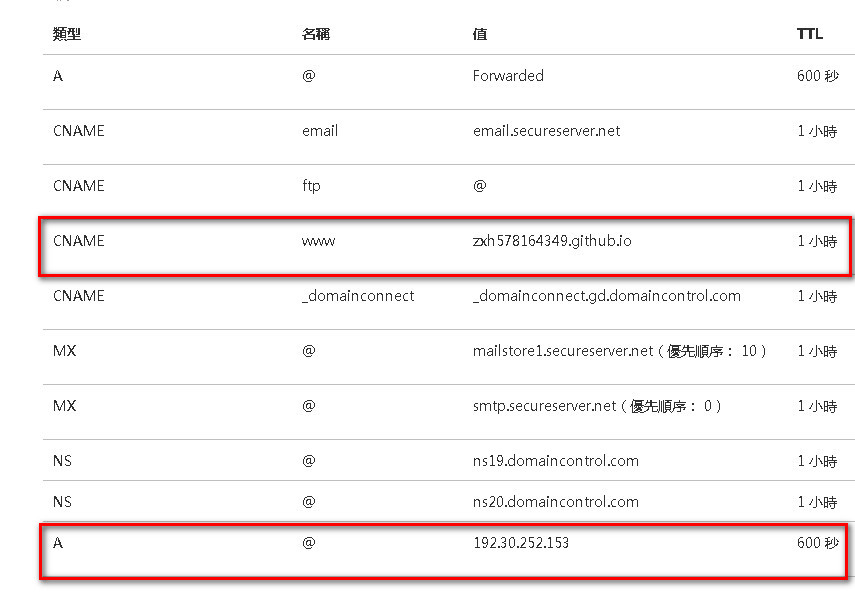 類型 名稱 值 TTL
A @ Forwarded 600 秒
CNAME email email.secureserver.net 1 小時
CNAME ftp @ 1 小時
CNAME www zxh578164349.github.io 1 小時
CNAME _domainconnect _domainconnect.gd.domaincontrol.com 1 小時
MX @ mailstore1.secureserver.net（優先順序： 10） 1 小時
MX @ smtp.secureserver.net（優先順序： 0） 1 小時
NS @ ns19.domaincontrol.com 1 小時
NS @ ns20.domaincontrol.com 1 小時
A @ 192.30.252.153 600 秒